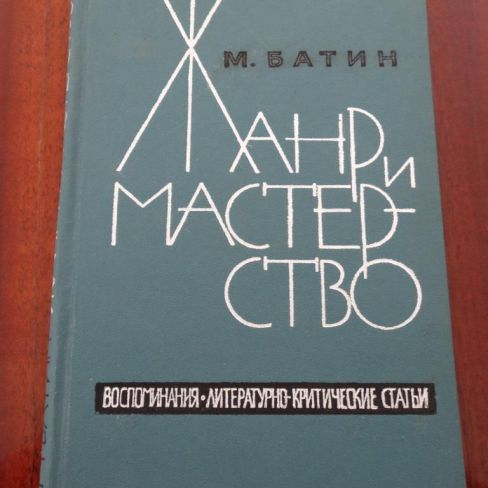 М. БАТИН
ЖАНР и
МАСТЕР-
СТВО
ВОСПОМИНАНИЯ • ЛИТЕРАТУРНО-КРИТИЧЕСКИЕ СТАТЬИ